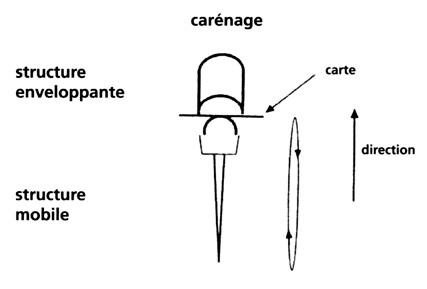 carénage
structure
enveloppante
carte
direction
structure
mobile